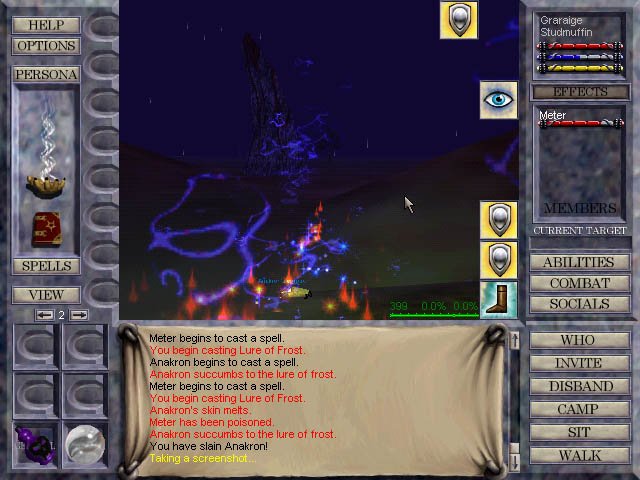 HELP
OPTIONS
PERSONA
SPELLS
VIEW
2
Graraige
Studmuffin
EFFECTS
Meter
MEMBERS
CURRENT TARGET
ABILITIES
COMBAT
SOCIALS
WHO
INVITE
DISBAND
CAMP
SIT
WALK
399 0.0% 0.0%
Meter begins to cast a spell.
You begin casting Lure of Frost.
Anakron begins to cast a spell.
Anakron succumbs to the lure of frost.
Meter begins to cast a spell.
You begin casting Lure of Frost.
Anakron's skin melts.
Meter has been poisoned.
Anakron succumbs to the lure of frost.
You have slain Anakron!
Taking a screenshot...